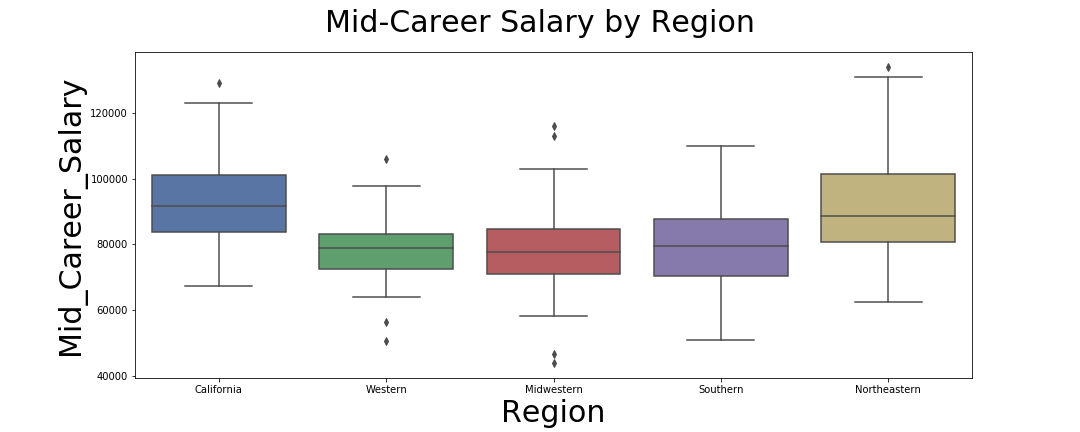 Mid-Career Salary by Region
Mid_Career_Salary
120000
100000
80000
60000
40000
California Western Midwestern Southern Northeastern
Region